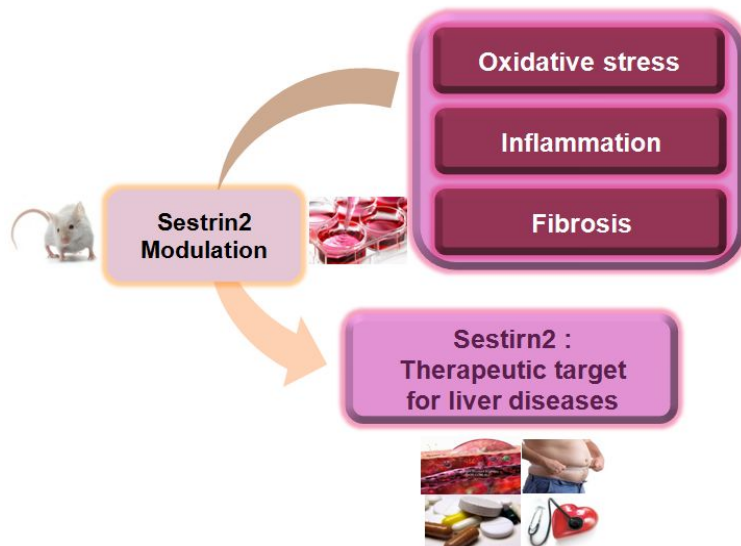 Oxidative stress
Inflammation
Fibrosis
Sestrin2
Modulation
Sestirn2 :
Therapeutic target
for liver diseases